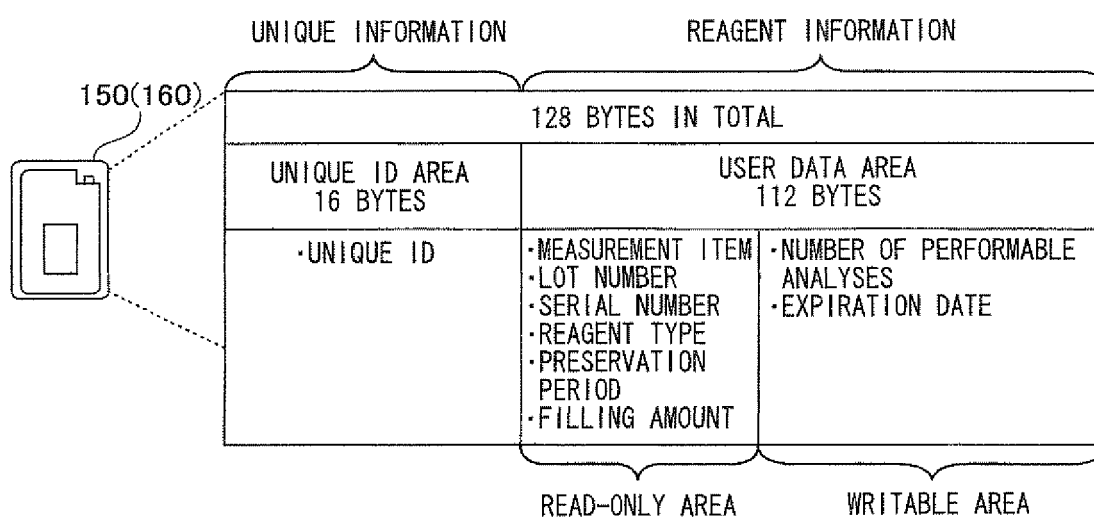 UNIQUE INFORMATION
REAGENT INFORMATION
150(160)
128 BYTES IN TOTAL
UNIQUE ID AREA
16 BYTES
USER DATA AREA
112 BYTES
·UNIQUE ID
·MEASUREMENT ITEM
·LOT NUMBER
·SERIAL NUMBER
·REAGENT TYPE
·PRESERVATION
PERIOD
·FILLING AMOUNT
·NUMBER OF PERFORMABLE
ANALYSES
·EXPIRATION DATE
READ-ONLY AREA
WRITABLE AREA